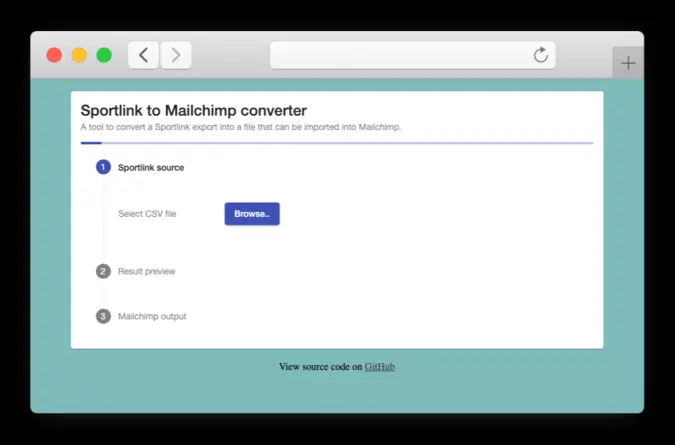 Sportlink to Mailchimp converter
A tool to convert a Sportlink export into a file that can be imported into Mailchimp.
1 Sportlink source
Select CSV file Browse..
2 Result preview
3 Mailchimp output
View source code on GitHub